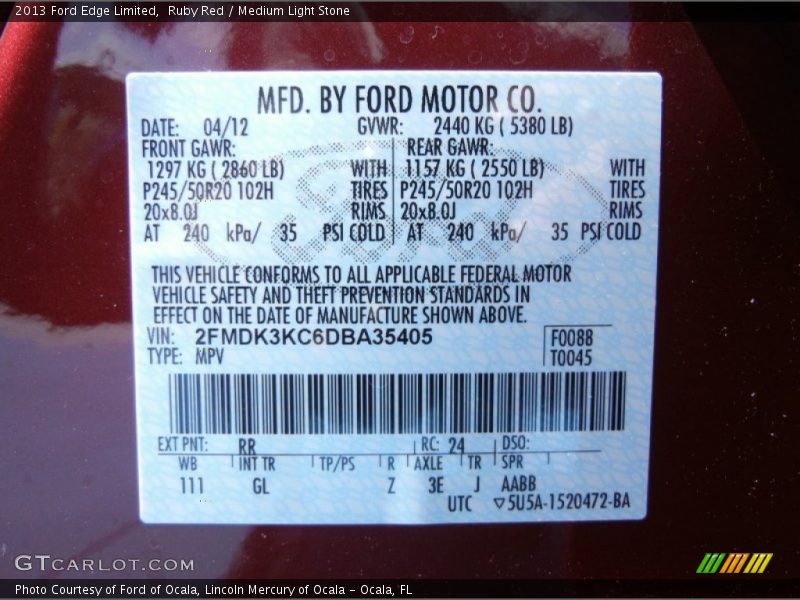 2013 Ford Edge Limited, Ruby Red / Medium Light Stone
MFD. BY FORD MOTOR CO.
DATE: 04/12 GVWR: 2440 KG ( 5380 LB)
FRONT GAWR: REAR GAWR:
1297 KG ( 2860 LB) WITH 1157 KG ( 2550 LB) WITH
P245/50R20 102H TIRES P245/50R20 102H TIRES
20x8.0J RIMS 20x8.0J RIMS
AT 240 kPa/ 35 PSI COLD AT 240 kPa/ 35 PSI COLD
THIS VEHICLE CONFORMS TO ALL APPLICABLE FEDERAL MOTOR
VEHICLE SAFETY AND THEFT PREVENTION STANDARDS IN
EFFECT ON THE DATE OF MANUFACTURE SHOWN ABOVE.
VIN: 2FMDK3KC6DBA35405 F0088
TYPE: MPV T0045
EXT PNT: RR RC: 24 DSO:
WB INT TR TP/PS R AXLE TR SPR
111 GL Z 3E J AABB
UTC ▽5U5A-1520472-BA
GTCARLOT.COM
Photo Courtesy of Ford of Ocala, Lincoln Mercury of Ocala – Ocala, FL